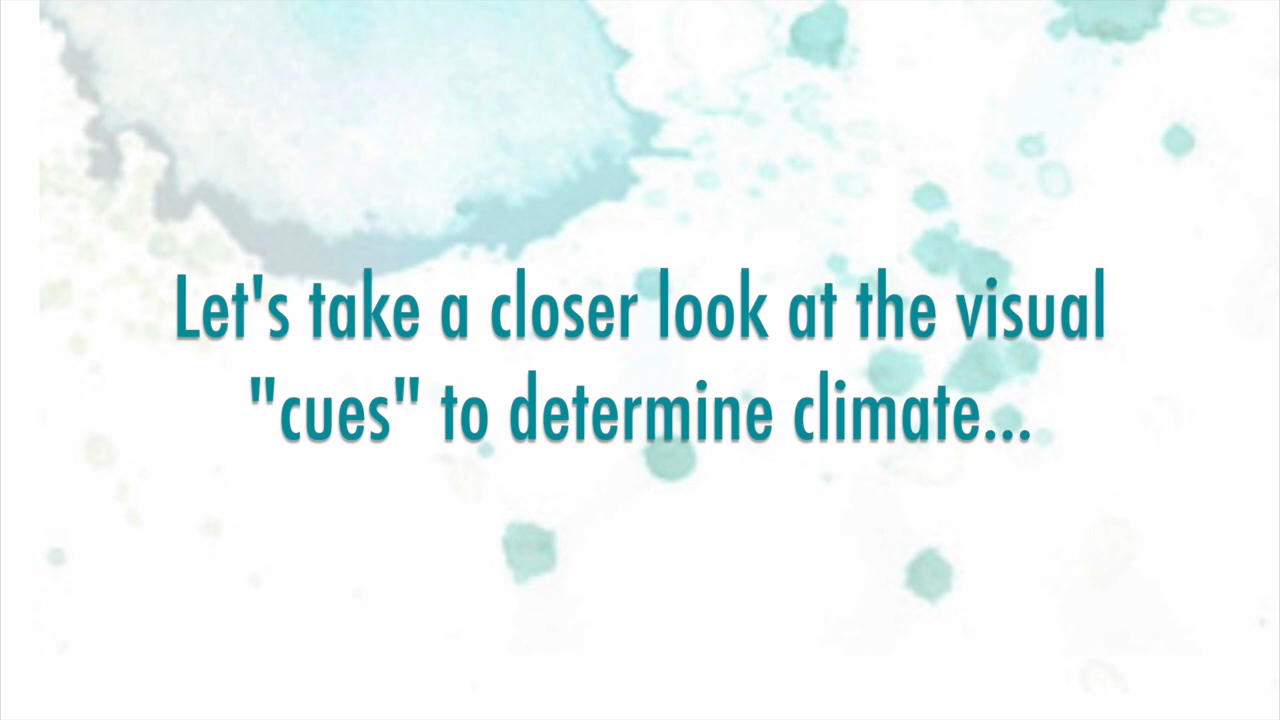 Let's take a closer look at the visual
"cues" to determine climate...